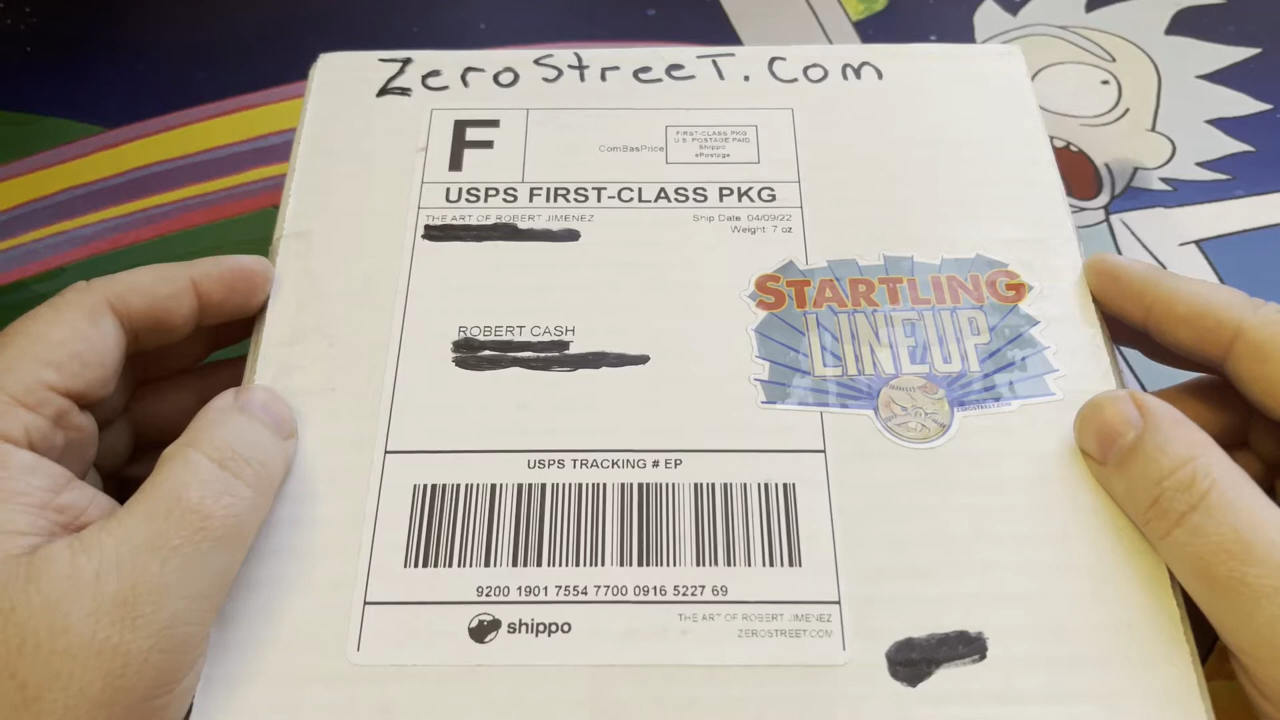 ZeroStreeT.Com
F
ComBasPrice
FIRST-CLASS PKG
U.S. POSTAGE PAID
Shippo
ePostage
USPS FIRST-CLASS PKG
THE ART OF ROBERT JIMENEZ
Ship Date: 04/09/22
Weight: 7 oz
STARTLING
LINEUP
ZEROSTREET.COM
ROBERT CASH
USPS TRACKING # EP
9200 1901 7554 7700 0916 5227 69
shippo
THE ART OF ROBERT JIMENEZ
ZEROSTREET.COM